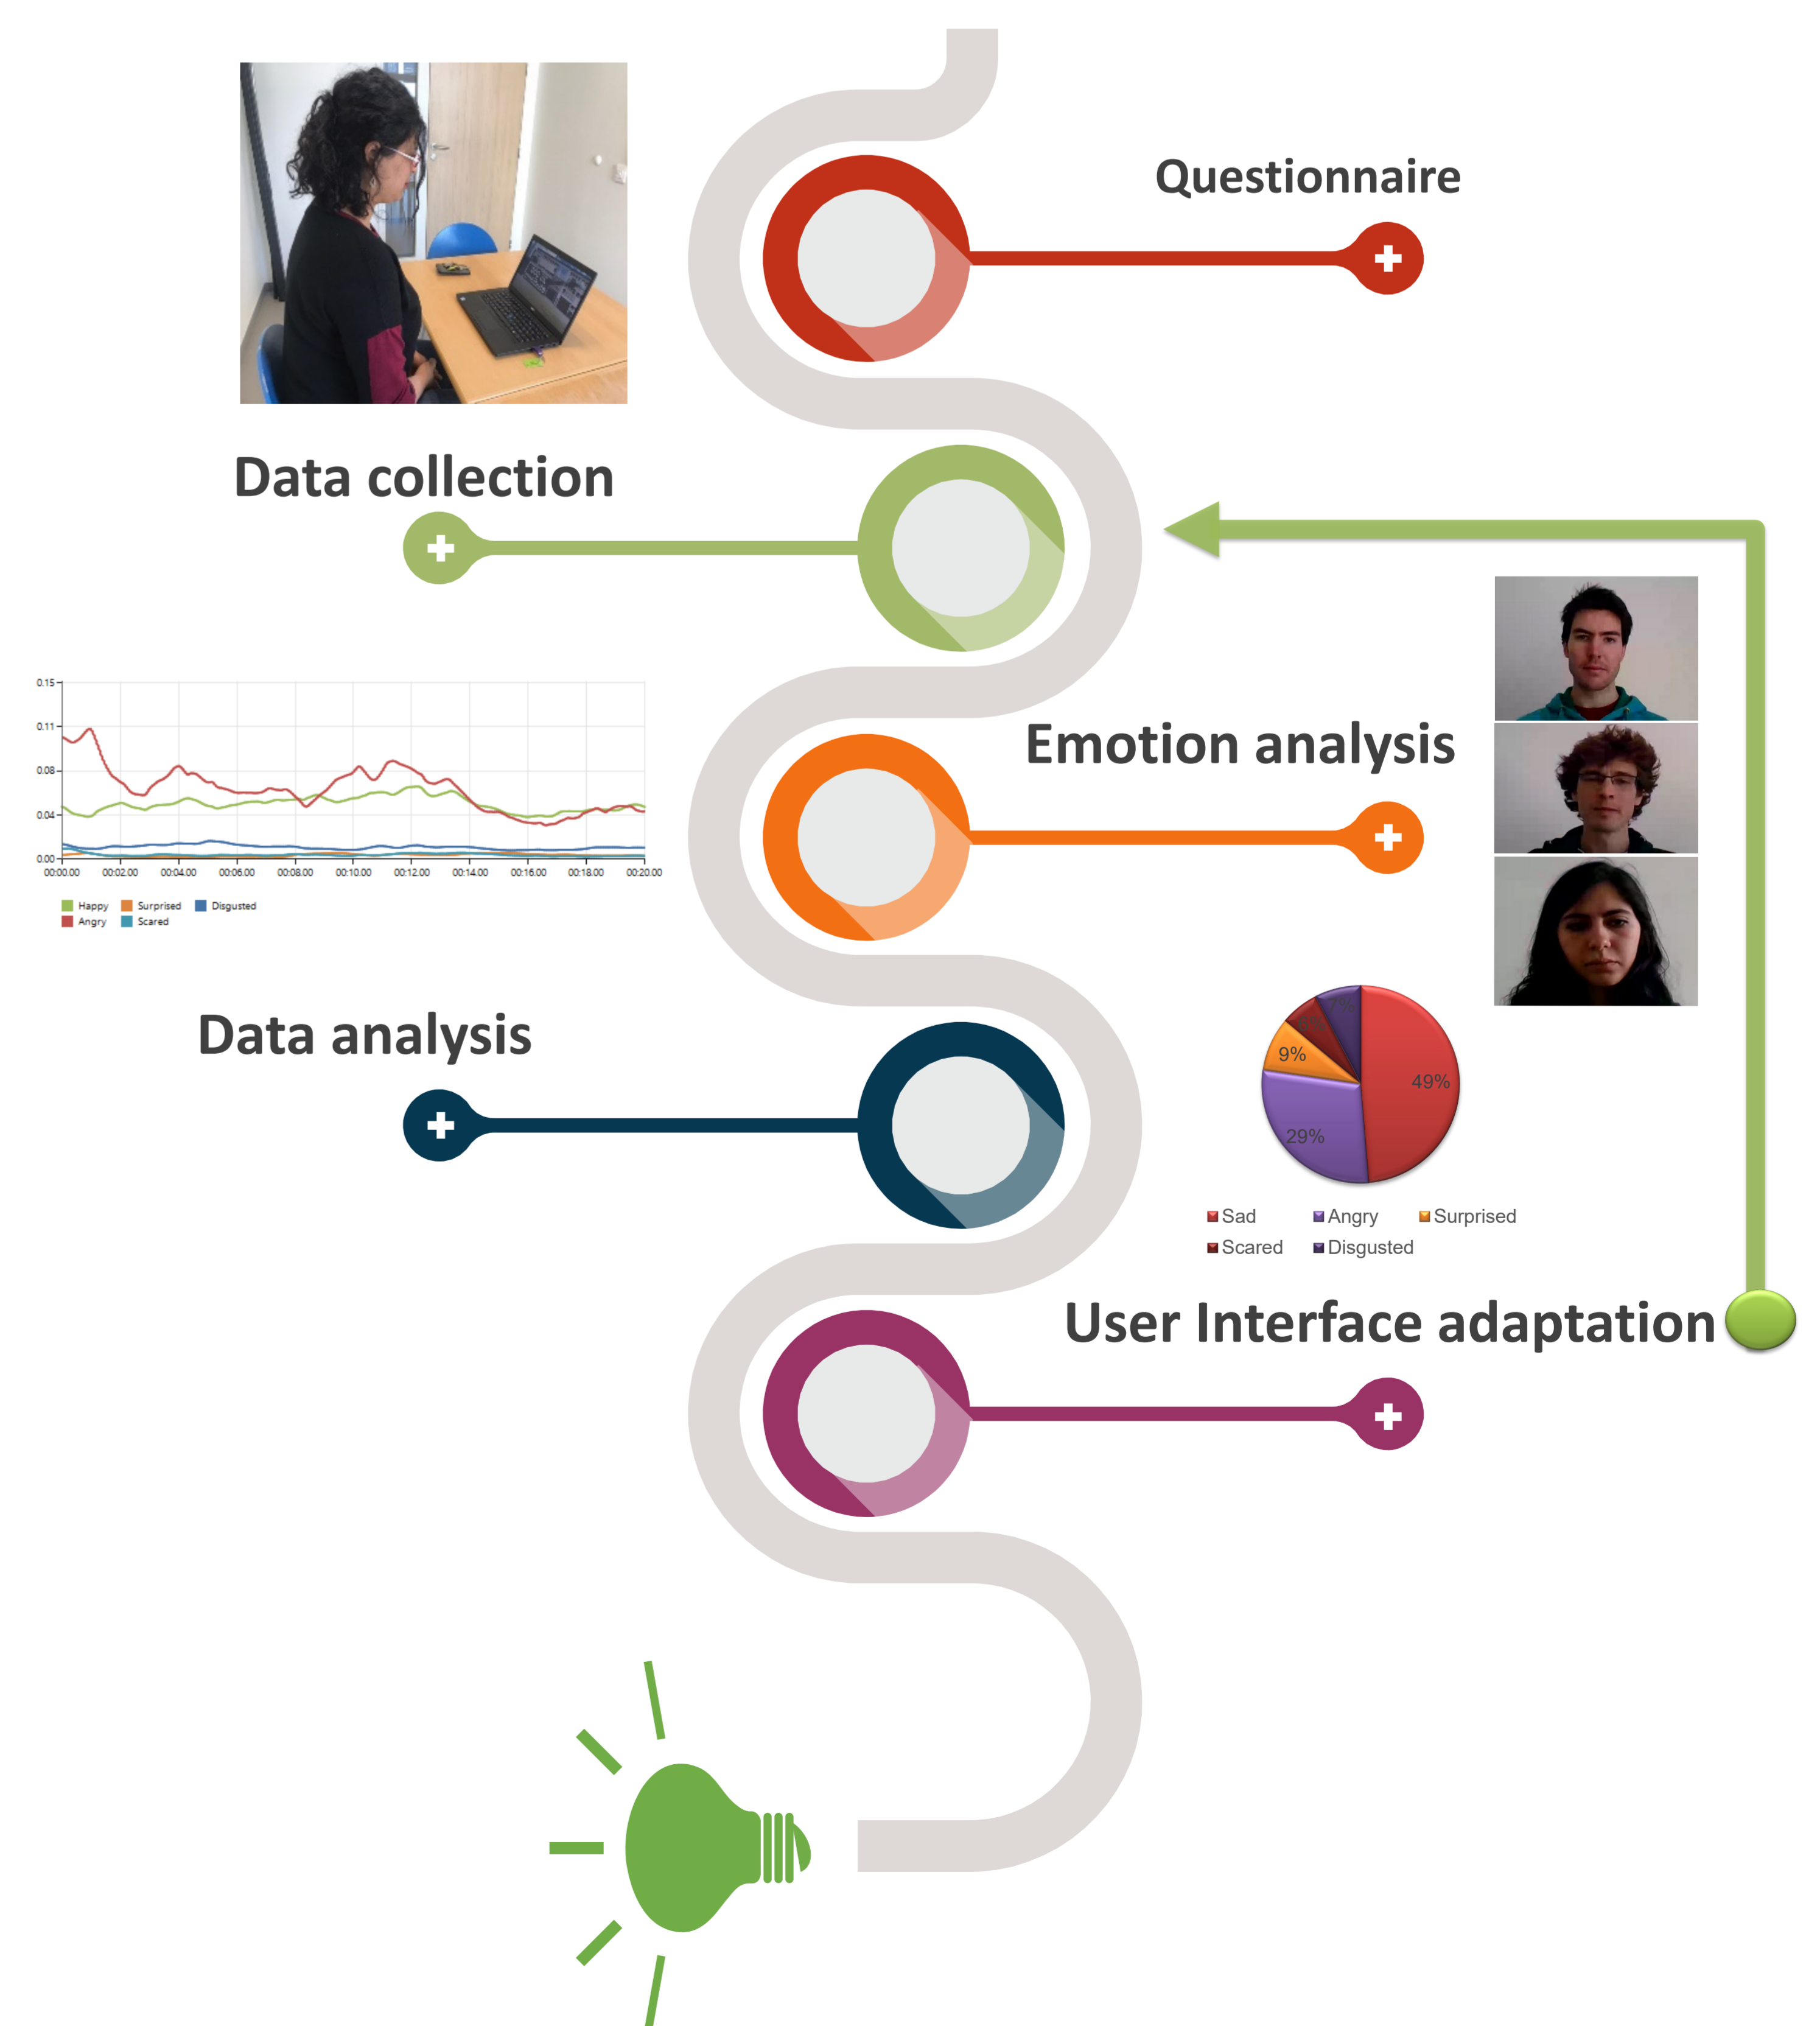 Questionnaire
Data collection
Emotion analysis
0.15
0.11
0.08
0.04
0.00
00:00.00 00:02.00 00:04.00 00:06.00 00:08.00 00:10.00 00:12.00 00:14.00 00:16.00 00:18.00 00:20.00
Happy Surprised Disgusted
Angry Scared
Data analysis
7%
9%
49%
29%
Sad Angry Surprised
Scared Disgusted
User Interface adaptation